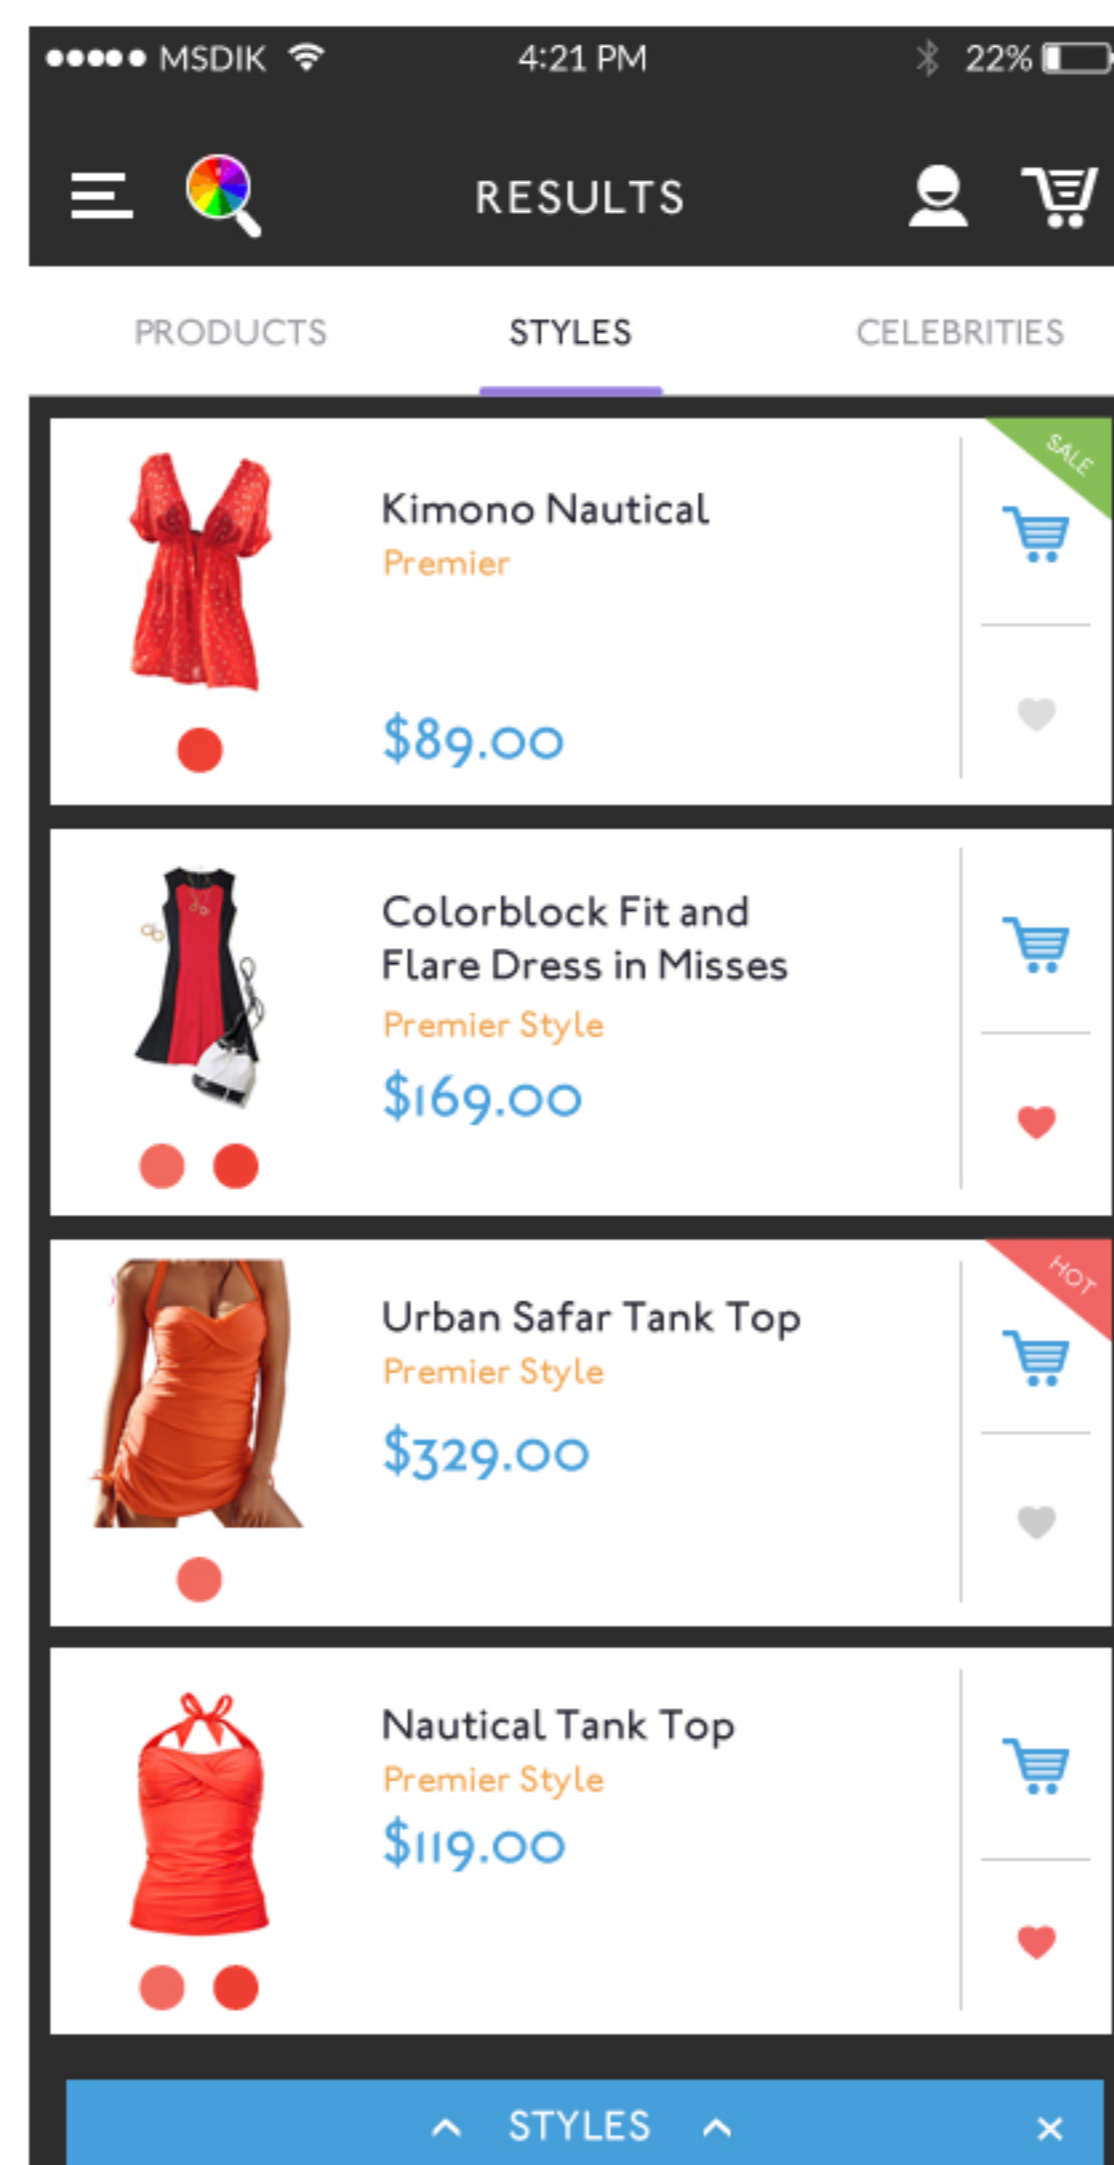 MSDIK 4:21 PM 22%
RESULTS
PRODUCTS STYLES CELEBRITIES
SALE
Kimono Nautical
Premier
$89.00
Colorblock Fit and
Flare Dress in Misses
Premier Style
$169.00
HOT
Urban Safar Tank Top
Premier Style
$329.00
Nautical Tank Top
Premier Style
$119.00
STYLES